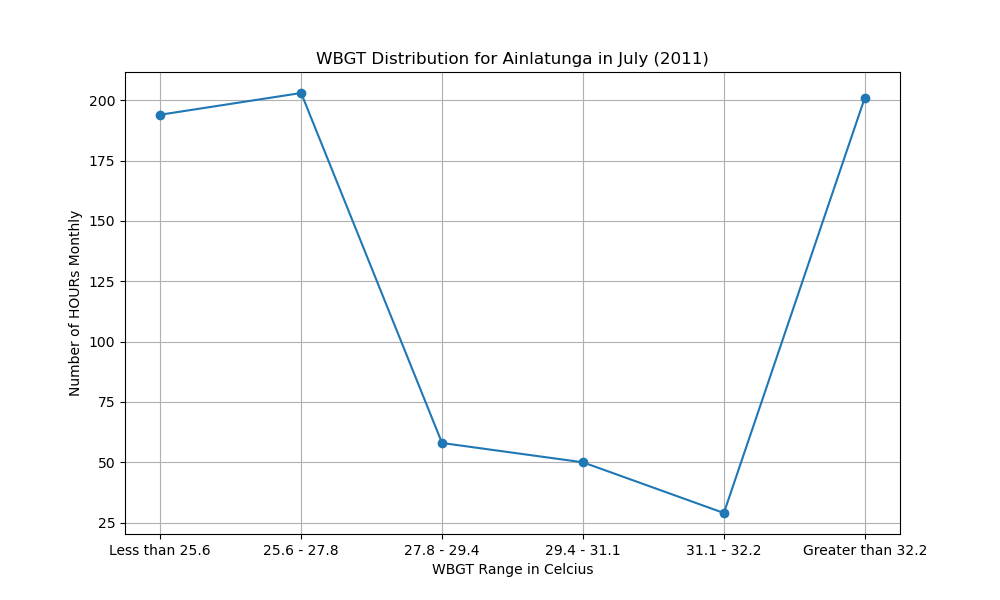 WBGT Distribution for Ainlatunga in July (2011)
Number of HOURs Monthly
200
175
150
125
100
75
50
25
Less than 25.6
25.6 - 27.8
27.8 - 29.4
29.4 - 31.1
31.1 - 32.2
Greater than 32.2
WBGT Range in Celcius